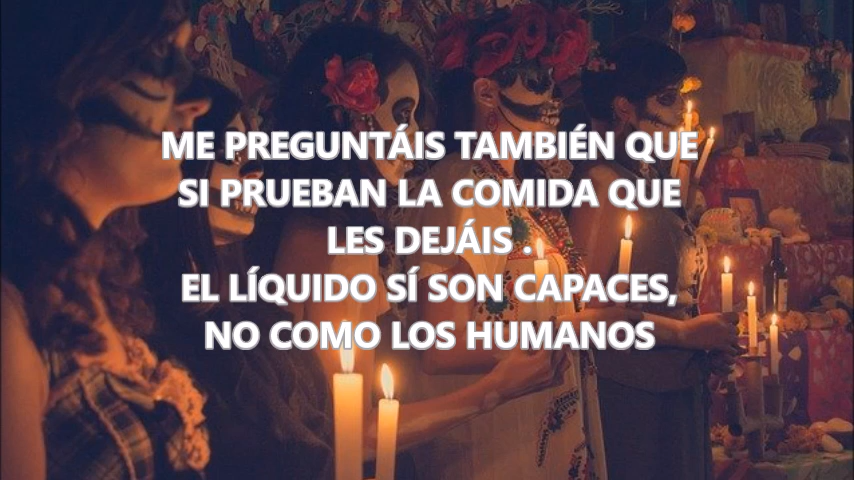 ME PREGUNTÁIS TAMBIÉN QUE
SI PRUEBAN LA COMIDA QUE
LES DEJÁIS .
EL LÍQUIDO SÍ SON CAPACES,
NO COMO LOS HUMANOS